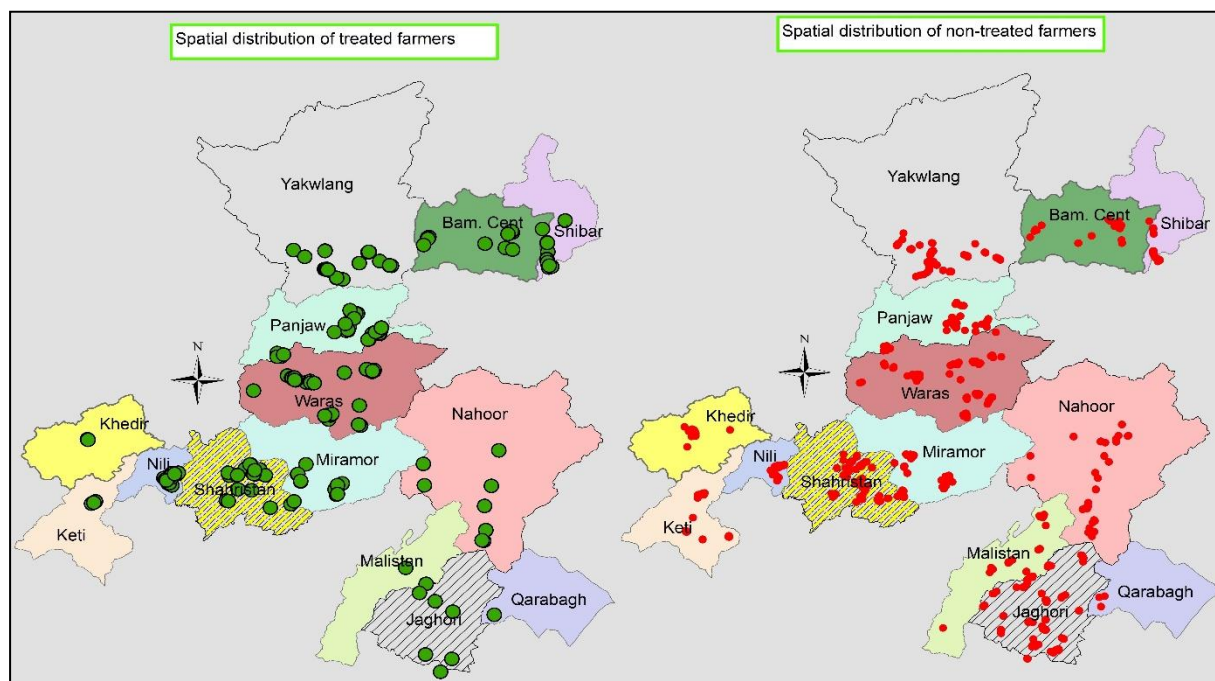 Spatial distribution of treated farmers
Yakwlang
Bam. Cent
Shibar
Panjaw
N
Waras
Khedir
Nahoor
Nili
Miramor
Shahristan
Keti
Malistan
Qarabagh
Jaghori
Spatial distribution of non-treated farmers
Yakwlang
Bam. Cent
Shibar
Panjaw
N
Waras
Khedir
Nahoor
Nili
Miramor
Shahristan
Keti
Malistan
Qarabagh
Jaghori